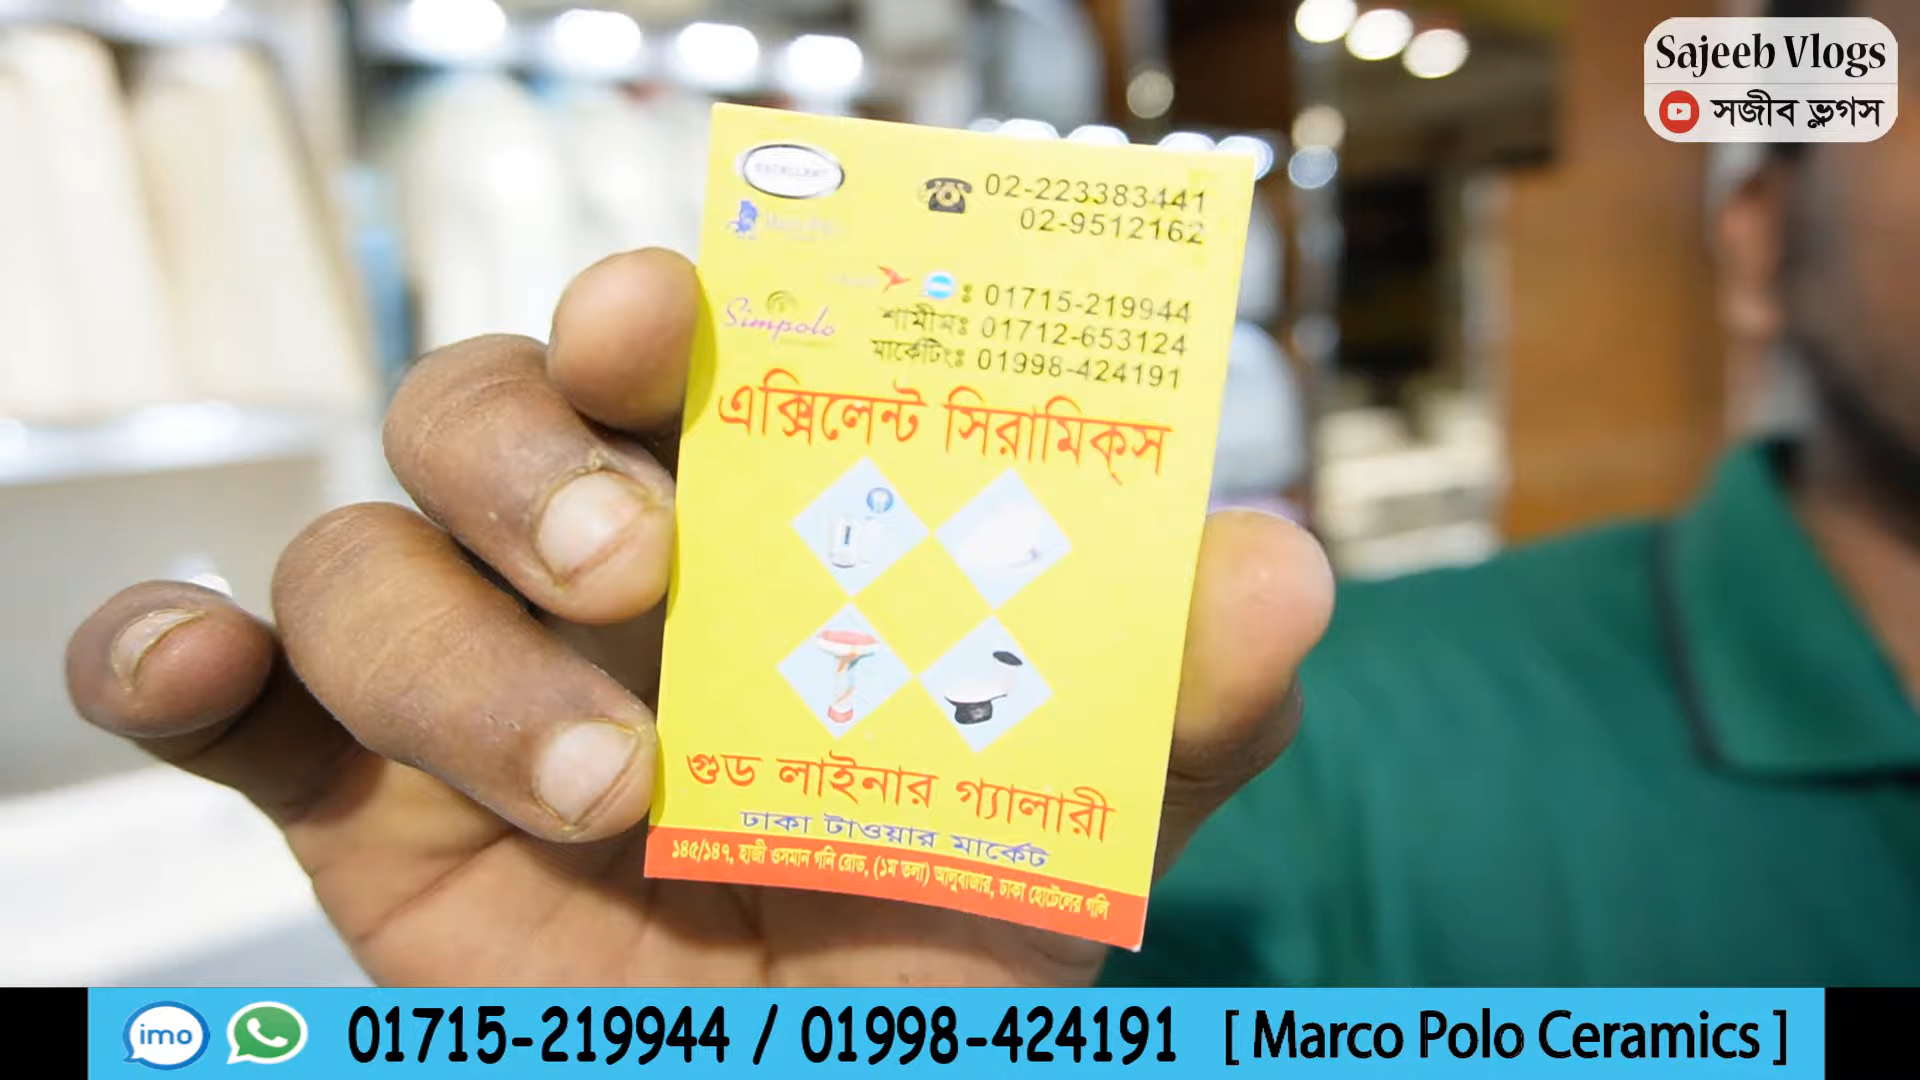 Sajeeb Vlogs
সজীব ভ্লগস
EXCELLENT
02-223383441
02-9512162
Simpolo
: 01715-219944
শামীমঃ 01712-653124
মার্কেটিংঃ 01998-424191
এক্সিলেন্ট সিরামিক্স
গুড লাইনার গ্যালারী
ঢাকা টাওয়ার মার্কেট
১৪৫/১৪৭, হাজী ওসমান গনি রোড, (১ম তলা) আলুবাজার, ঢাকা হোটেলের গলি
imo 01715-219944 / 01998-424191 [ Marco Polo Ceramics ]